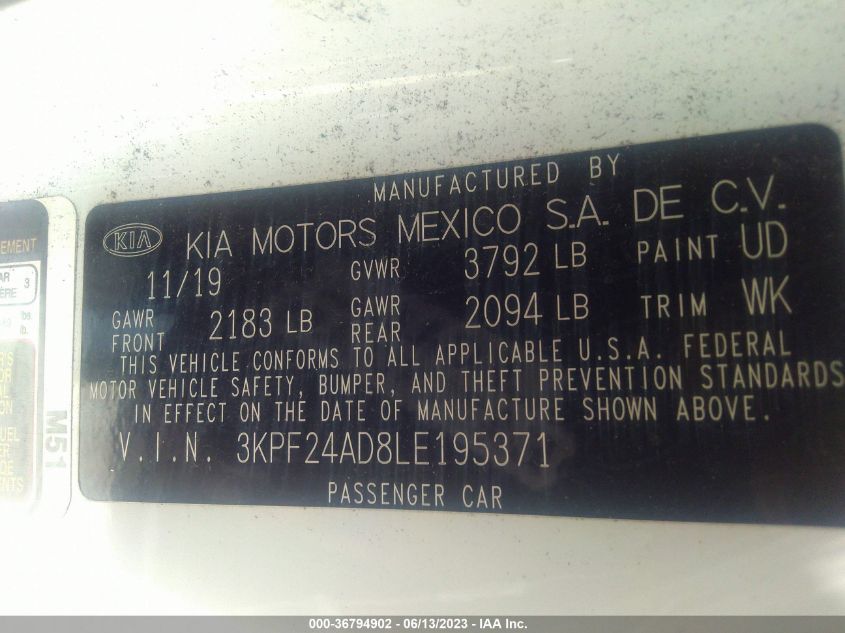 MANUFACTURED BY
KIA KIA MOTORS MEXICO S.A. DE C.V.
11/19 GVWR 3792 LB PAINT UD
GAWR FRONT 2183 LB GAWR REAR 2094 LB TRIM WK
THIS VEHICLE CONFORMS TO ALL APPLICABLE U.S.A. FEDERAL
MOTOR VEHICLE SAFETY, BUMPER, AND THEFT PREVENTION STANDARDS
IN EFFECT ON THE DATE OF MANUFACTURE SHOWN ABOVE.
V.I.N. 3KPF24AD8LE195371
PASSENGER CAR
M51
000-36794902 - 06/13/2023 - IAA Inc.